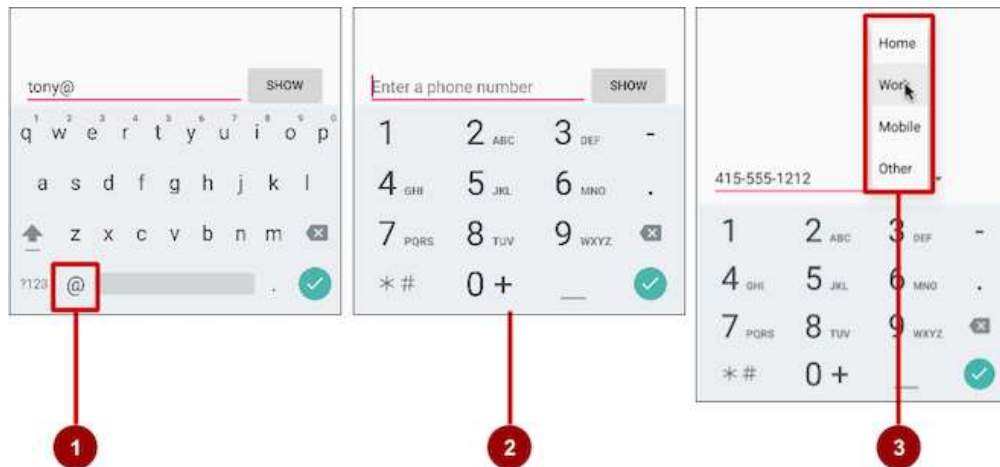 tony@
SHOW
1 2 3 4 5 6 7 8 9 0
q w e r t y u i o p
a s d f g h j k l
z x c v b n m
?123 @ .
1
Enter a phone number
SHOW
1 2 ABC 3 DEF -
4 GHI 5 JKL 6 MNO .
7 PQRS 8 TUV 9 WXYZ
* # 0 + _
2
Home
Work
Mobile
Other
415-555-1212
1 2 ABC 3 DEF -
4 GHI 5 JKL 6 MNO .
7 PQRS 8 TUV 9 WXYZ
* # 0 + _
3